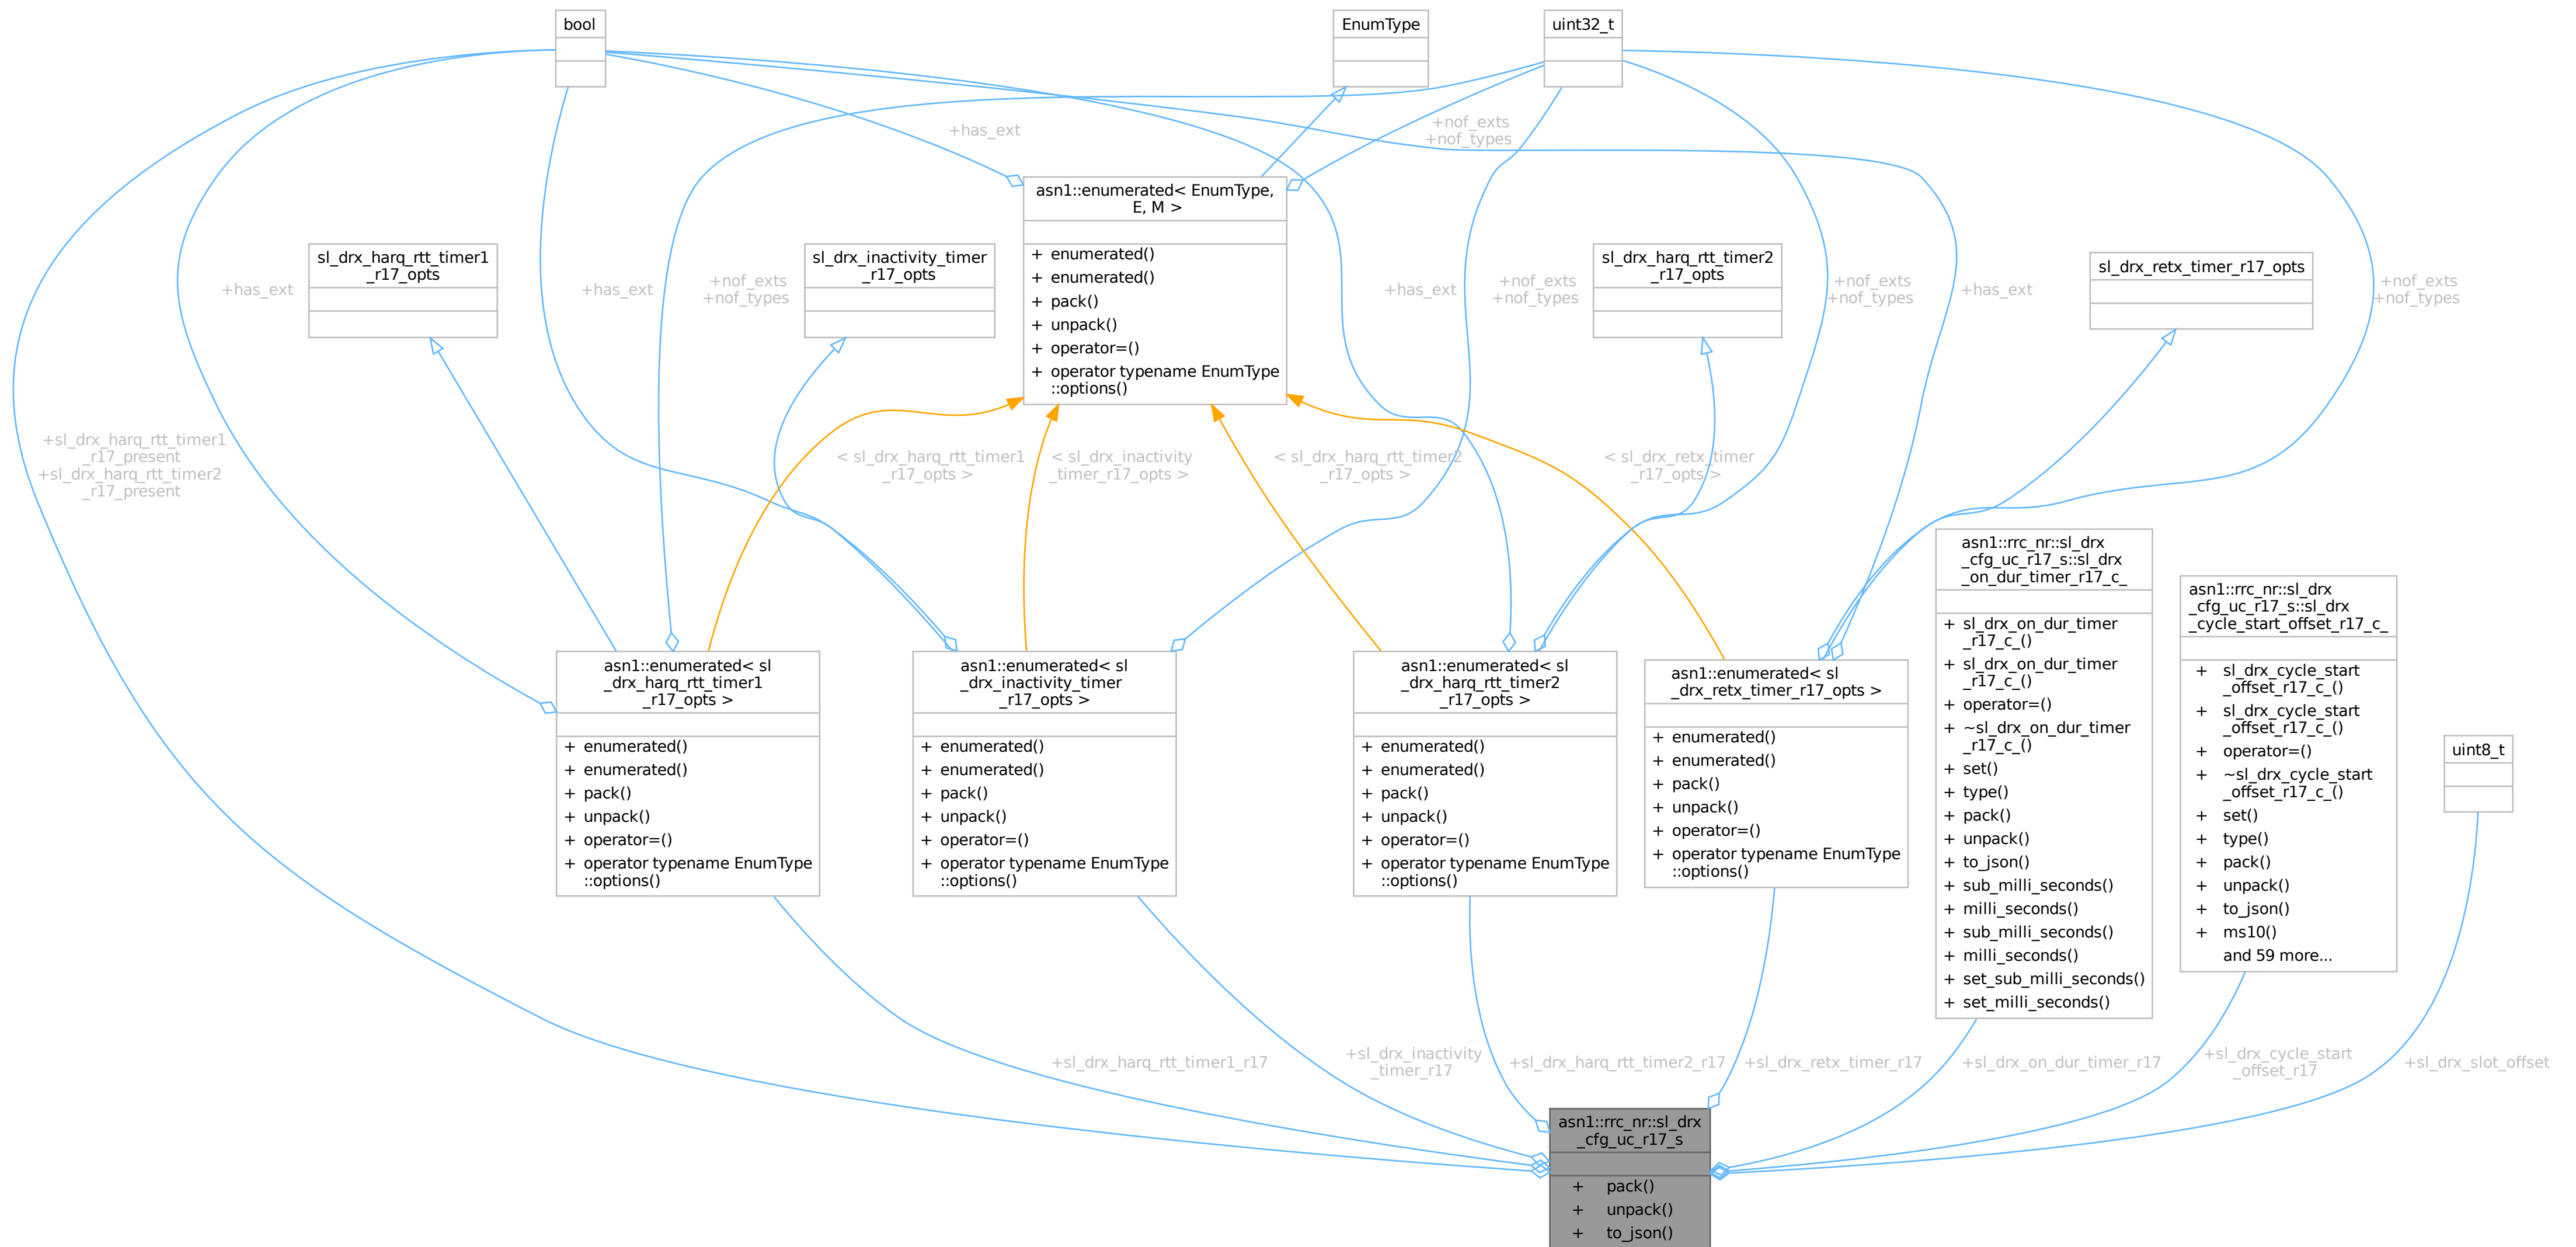 bool
EnumType
uint32_t
+has_ext
+nof_exts
+nof_types
asn1::enumerated< EnumType,
E, M >
+ enumerated()
+ enumerated()
+ pack()
+ unpack()
+ operator=()
+ operator typename EnumType
::options()
sl_drx_harq_rtt_timer1
_r17_opts
sl_drx_inactivity_timer
_r17_opts
sl_drx_harq_rtt_timer2
_r17_opts
sl_drx_retx_timer_r17_opts
+has_ext
+has_ext
+nof_exts
+nof_types
+has_ext
+nof_exts
+nof_types
+nof_exts
+nof_types
+has_ext
+nof_exts
+nof_types
+sl_drx_harq_rtt_timer1
_r17_present
+sl_drx_harq_rtt_timer2
_r17_present
< sl_drx_harq_rtt_timer1
_r17_opts >
< sl_drx_inactivity
_timer_r17_opts >
< sl_drx_harq_rtt_timer2
_r17_opts >
< sl_drx_retx_timer
_r17_opts >
asn1::enumerated< sl
_drx_harq_rtt_timer1
_r17_opts >
+ enumerated()
+ enumerated()
+ pack()
+ unpack()
+ operator=()
+ operator typename EnumType
::options()
asn1::enumerated< sl
_drx_inactivity_timer
_r17_opts >
+ enumerated()
+ enumerated()
+ pack()
+ unpack()
+ operator=()
+ operator typename EnumType
::options()
asn1::enumerated< sl
_drx_harq_rtt_timer2
_r17_opts >
+ enumerated()
+ enumerated()
+ pack()
+ unpack()
+ operator=()
+ operator typename EnumType
::options()
asn1::enumerated< sl
_drx_retx_timer_r17_opts >
+ enumerated()
+ enumerated()
+ pack()
+ unpack()
+ operator=()
+ operator typename EnumType
::options()
asn1::rrc_nr::sl_drx
_cfg_uc_r17_s::sl_drx
_on_dur_timer_r17_c_
+ sl_drx_on_dur_timer
_r17_c_()
+ sl_drx_on_dur_timer
_r17_c_()
+ operator=()
+ ~sl_drx_on_dur_timer
_r17_c_()
+ set()
+ type()
+ pack()
+ unpack()
+ to_json()
+ sub_milli_seconds()
+ milli_seconds()
+ sub_milli_seconds()
+ milli_seconds()
+ set_sub_milli_seconds()
+ set_milli_seconds()
asn1::rrc_nr::sl_drx
_cfg_uc_r17_s::sl_drx
_cycle_start_offset_r17_c_
+ sl_drx_cycle_start
_offset_r17_c_()
+ sl_drx_cycle_start
_offset_r17_c_()
+ operator=()
+ ~sl_drx_cycle_start
_offset_r17_c_()
+ set()
+ type()
+ pack()
+ unpack()
+ to_json()
+ ms10()
and 59 more...
uint8_t
+sl_drx_harq_rtt_timer1_r17
+sl_drx_inactivity
_timer_r17
+sl_drx_harq_rtt_timer2_r17
+sl_drx_retx_timer_r17
+sl_drx_on_dur_timer_r17
+sl_drx_cycle_start
_offset_r17
+sl_drx_slot_offset
asn1::rrc_nr::sl_drx
_cfg_uc_r17_s
+ pack()
+ unpack()
+ to_json()